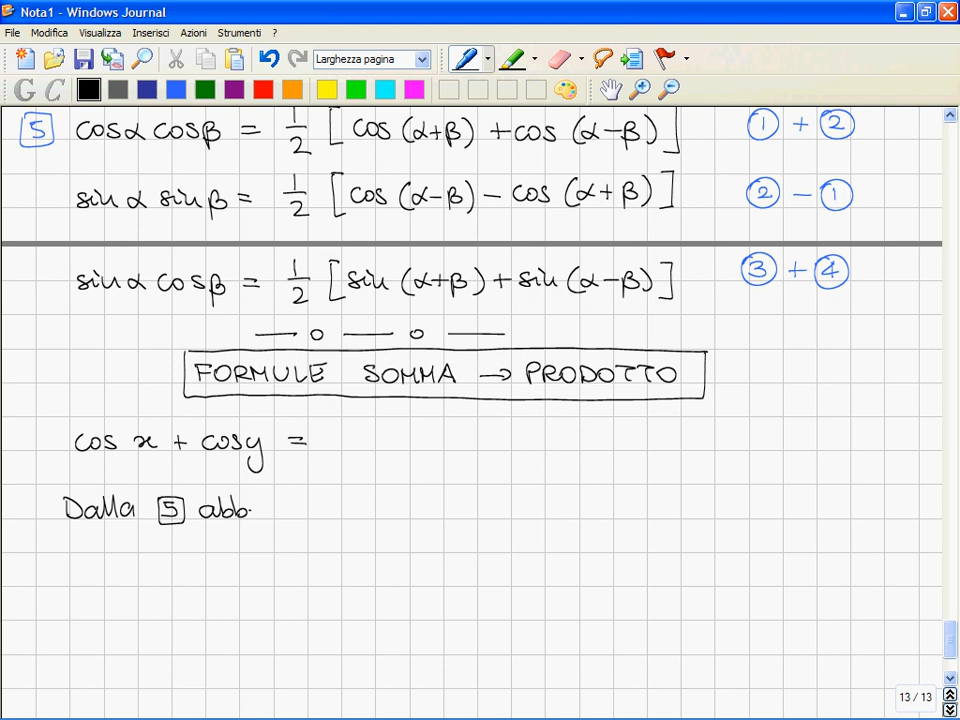 Nota1 - Windows Journal
File Modifica Visualizza Inserisci Azioni Strumenti ?
Larghezza pagina
G C
5 cosα cosβ = 1/2 [cos (α+β) + cos (α-β)] 1 + 2
sin α sin β = 1/2 [cos (α-β) - cos (α+β)] 2 - 1
sin α cos β = 1/2 [sin (α+β) + sin (α-β)] 3 + 4
FORMULE SOMMA → PRODOTTO
cos x + cos y =
Dalla 5 abb
13 / 13